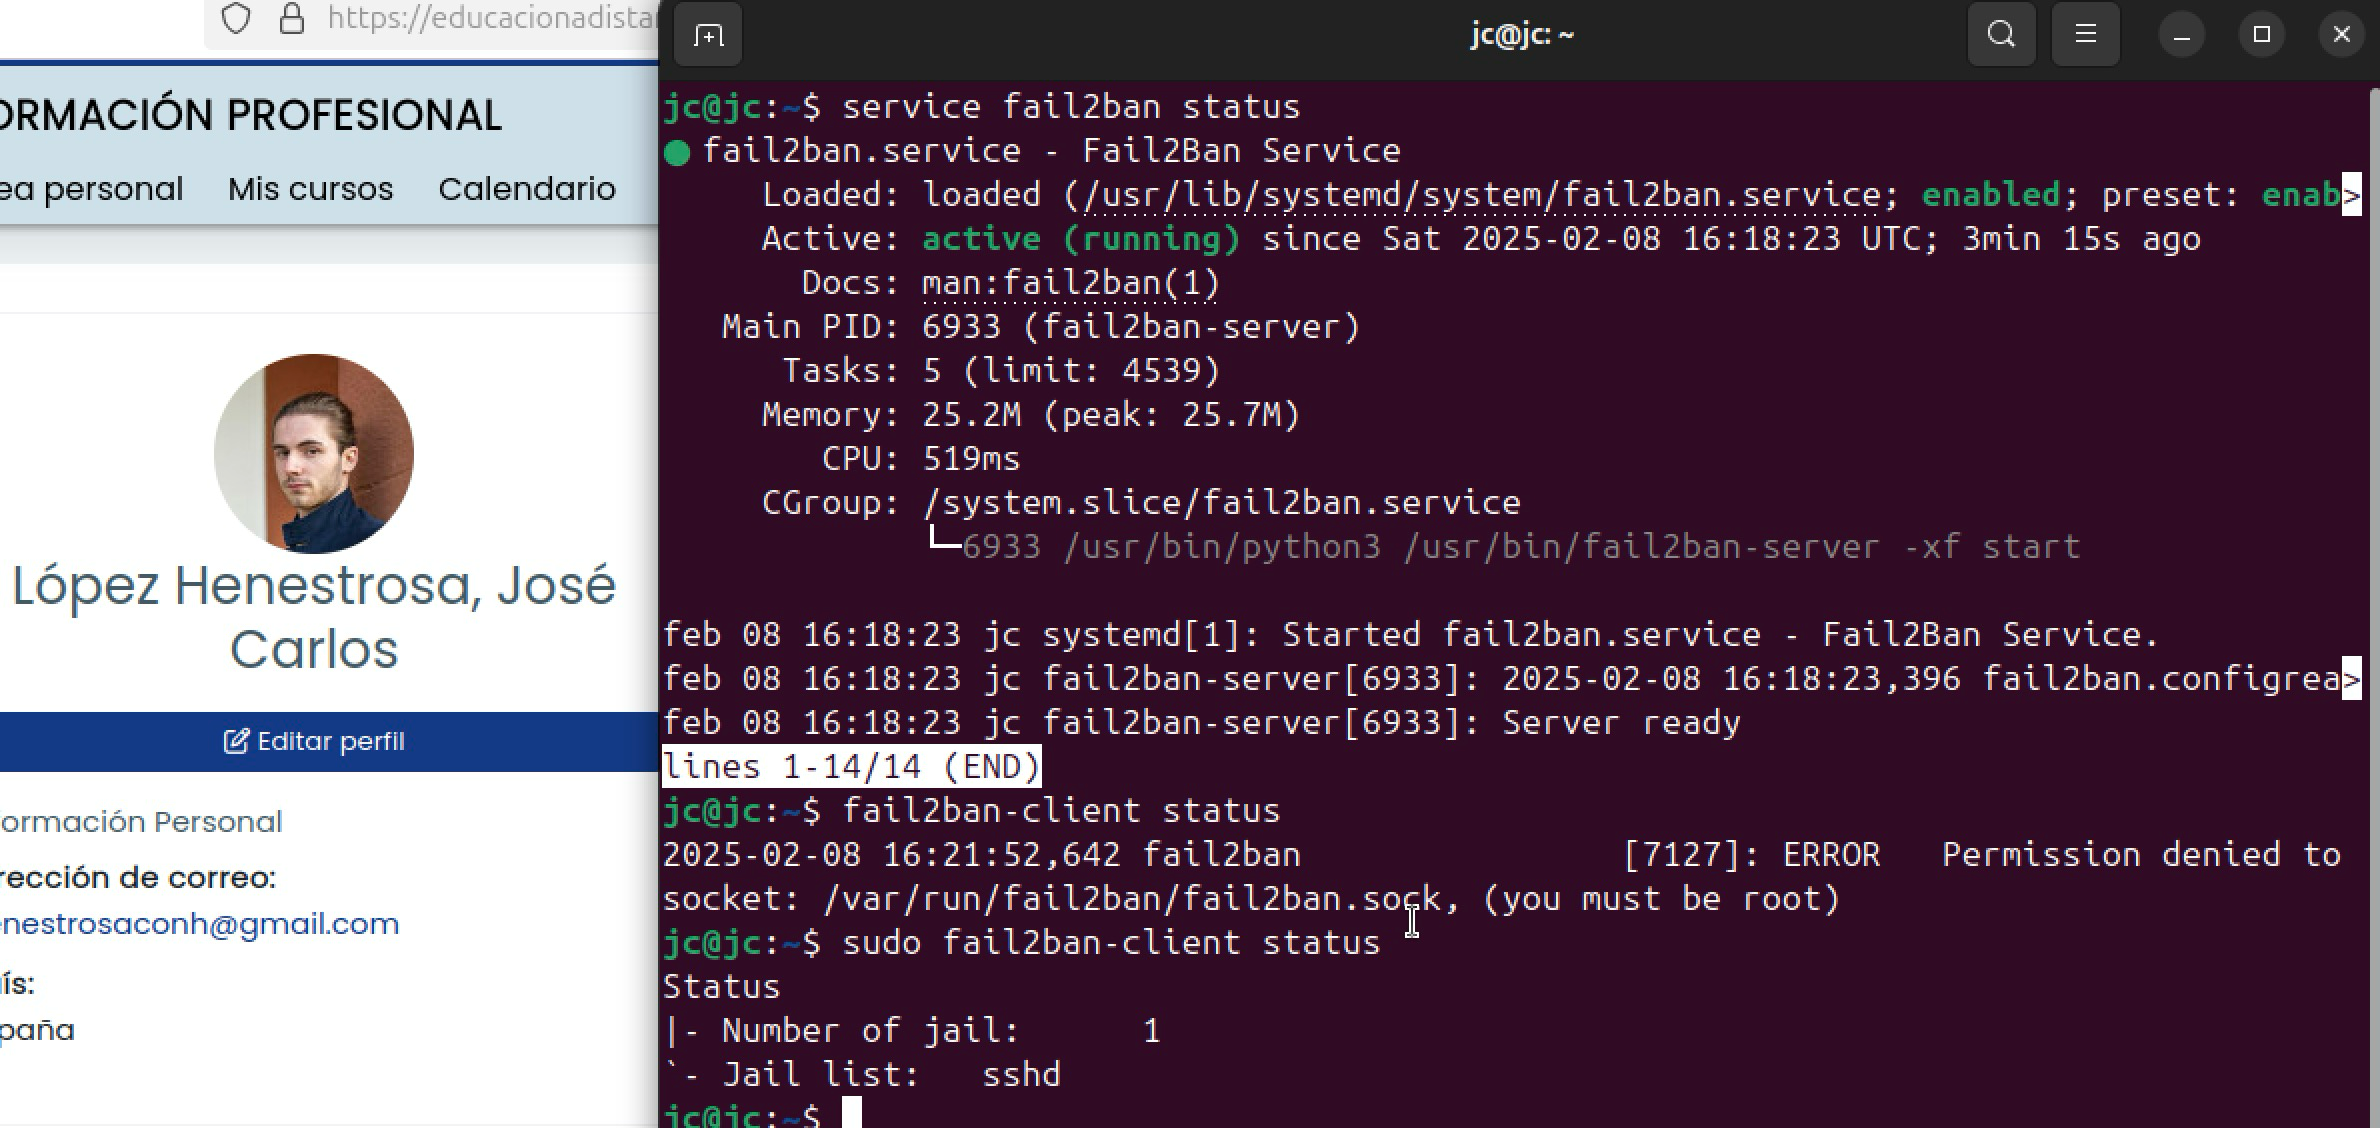 https://educacionadista
ORMACIÓN PROFESIONAL
ea personal Mis cursos Calendario
López Henestrosa, José
Carlos
Editar perfil
ormación Personal
rección de correo:
enestrosaconh@gmail.com
ís:
paña
jc@jc: ~
jc@jc:~$ service fail2ban status
fail2ban.service - Fail2Ban Service
Loaded: loaded (/usr/lib/systemd/system/fail2ban.service; enabled; preset: enab>
Active: active (running) since Sat 2025-02-08 16:18:23 UTC; 3min 15s ago
Docs: man:fail2ban(1)
Main PID: 6933 (fail2ban-server)
Tasks: 5 (limit: 4539)
Memory: 25.2M (peak: 25.7M)
CPU: 519ms
CGroup: /system.slice/fail2ban.service
└─6933 /usr/bin/python3 /usr/bin/fail2ban-server -xf start
feb 08 16:18:23 jc systemd[1]: Started fail2ban.service - Fail2Ban Service.
feb 08 16:18:23 jc fail2ban-server[6933]: 2025-02-08 16:18:23,396 fail2ban.configrea>
feb 08 16:18:23 jc fail2ban-server[6933]: Server ready
lines 1-14/14 (END)
jc@jc:~$ fail2ban-client status
2025-02-08 16:21:52,642 fail2ban [7127]: ERROR Permission denied to
socket: /var/run/fail2ban/fail2ban.sock, (you must be root)
jc@jc:~$ sudo fail2ban-client status
Status
|- Number of jail: 1
`- Jail list: sshd
jc@jc:~$